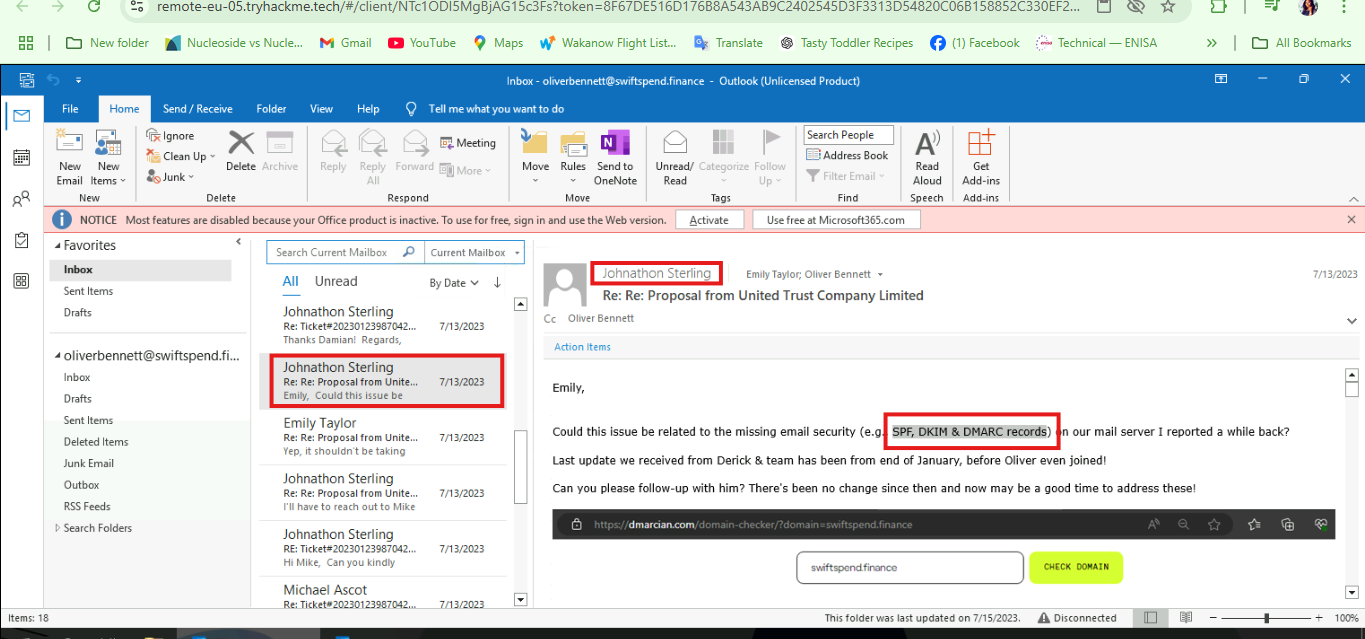 remote-eu-05.tryhackme.tech/#/client/NTc1ODI5MgBjAG15c3Fs?token=8F67DE516D176B8A543AB9C2402545D3F3313D54820C06B158852C330EF2...
New folder
Nucleoside vs Nucle...
Gmail
YouTube
Maps
Wakanow Flight List...
Translate
Tasty Toddler Recipes
(1) Facebook
Technical — ENISA
»
All Bookmarks
Inbox - oliverbennett@swiftspend.finance - Outlook (Unlicensed Product)
File
Home
Send / Receive
Folder
View
Help
Tell me what you want to do
New
Email
New
Items
New
Ignore
Clean Up
Junk
Delete
Archive
Delete
Reply
Reply
All
Forward
Meeting
More
Respond
Move
Rules
Send to
OneNote
Move
Unread/
Read
Categorize
Follow
Up
Tags
Search People
Address Book
Filter Email
Find
Read
Aloud
Speech
Get
Add-ins
Add-ins
NOTICE Most features are disabled because your Office product is inactive. To use for free, sign in and use the Web version.
Activate
Use free at Microsoft365.com
Favorites
Inbox
Sent Items
Drafts
oliverbennett@swiftspend.fi...
Inbox
Drafts
Sent Items
Deleted Items
Junk Email
Outbox
RSS Feeds
Search Folders
Search Current Mailbox
Current Mailbox
All
Unread
By Date
Johnathon Sterling
Re: Ticket#20230123987042... 7/13/2023
Thanks Damian! Regards,
Johnathon Sterling
Re: Re: Proposal from Unite... 7/13/2023
Emily, Could this issue be
Emily Taylor
Re: Re: Proposal from Unite... 7/13/2023
Yep, it shouldn't be taking
Johnathon Sterling
Re: Re: Proposal from Unite... 7/13/2023
I'll have to reach out to Mike
Johnathon Sterling
RE: Ticket#20230123987042... 7/13/2023
Hi Mike, Can you kindly
Michael Ascot
Re: Ticket#20230123987042... 7/13/2023
Johnathon Sterling
Emily Taylor; Oliver Bennett
7/13/2023
Re: Re: Proposal from United Trust Company Limited
Cc Oliver Bennett
Action Items
Emily,
Could this issue be related to the missing email security (e.g. SPF, DKIM & DMARC records) on our mail server I reported a while back?
Last update we received from Derick & team has been from end of January, before Oliver even joined!
Can you please follow-up with him? There's been no change since then and now may be a good time to address these!
https://dmarcian.com/domain-checker/?domain=swiftspend.finance
swiftspend.finance
CHECK DOMAIN
Items: 18
This folder was last updated on 7/15/2023.
Disconnected
100%